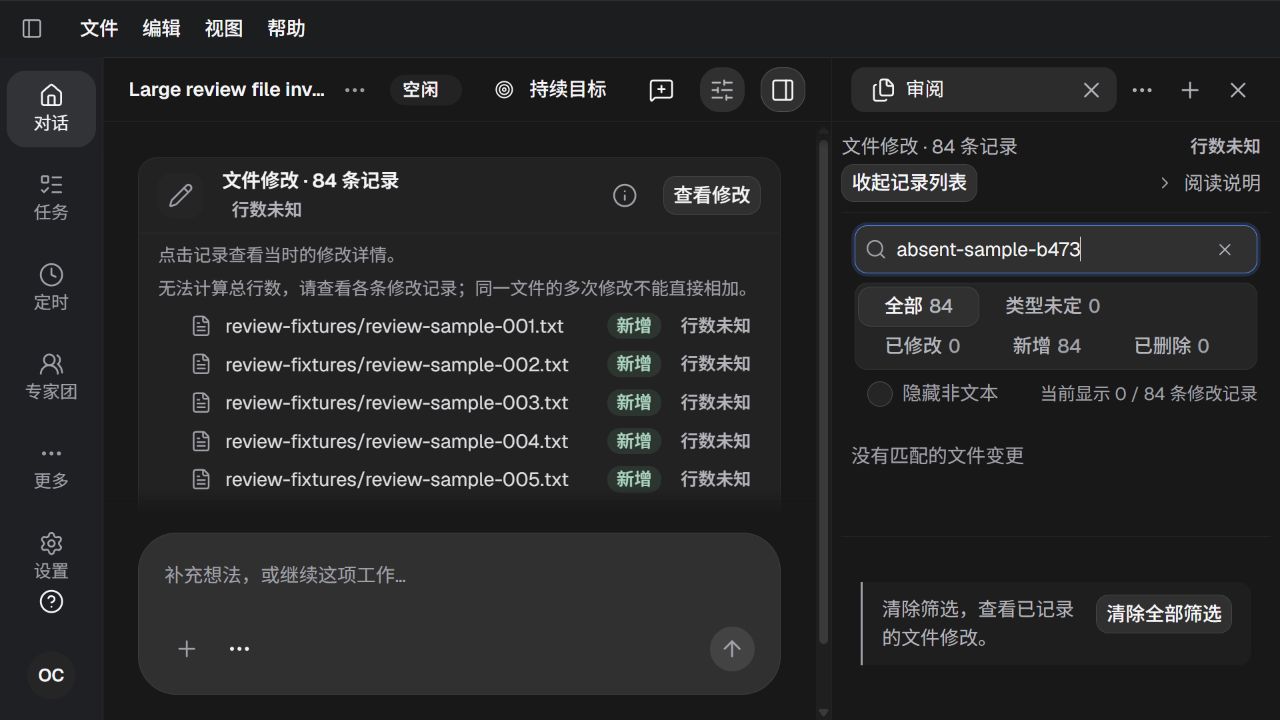 文件 编辑 视图 帮助
对话
任务
定时
专家团
更多
设置
OC
Large review file inv... 空闲 持续目标
文件修改 · 84 条记录
行数未知
查看修改
点击记录查看当时的修改详情。
无法计算总行数，请查看各条修改记录；同一文件的多次修改不能直接相加。
review-fixtures/review-sample-001.txt 新增 行数未知
review-fixtures/review-sample-002.txt 新增 行数未知
review-fixtures/review-sample-003.txt 新增 行数未知
review-fixtures/review-sample-004.txt 新增 行数未知
review-fixtures/review-sample-005.txt 新增 行数未知
补充想法，或继续这项工作...
审阅
文件修改 · 84 条记录 行数未知
收起记录列表 阅读说明
absent-sample-b473
全部 84 类型未定 0
已修改 0 新增 84 已删除 0
隐藏非文本 当前显示 0 / 84 条修改记录
没有匹配的文件变更
清除筛选，查看已记录
的文件修改。
清除全部筛选